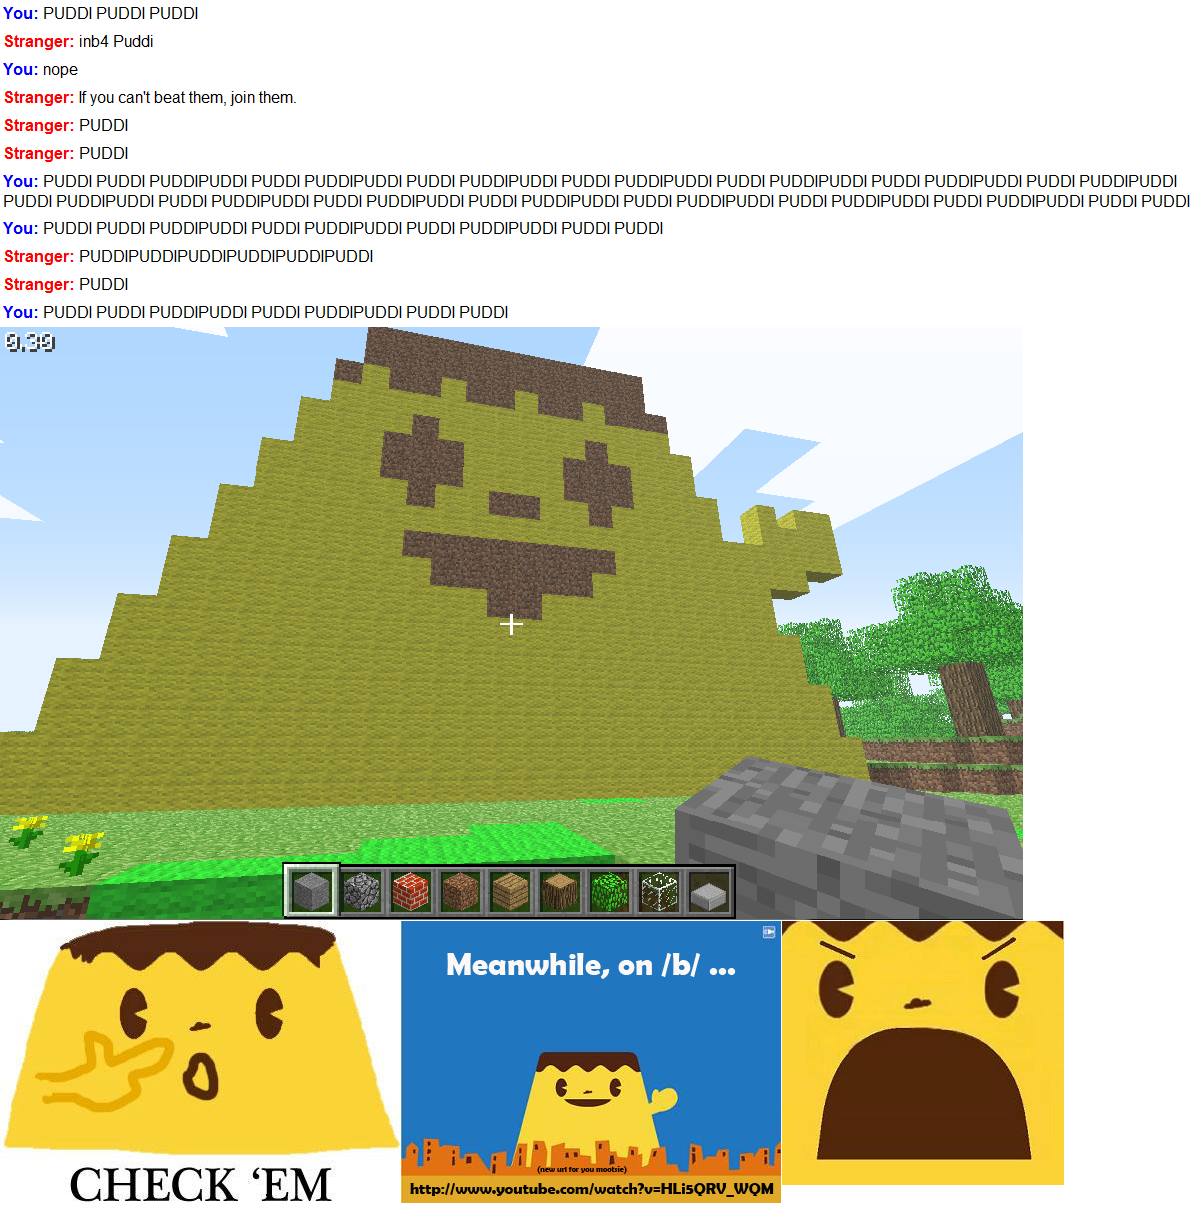 You: PUDDI PUDDI PUDDI
Stranger: inb4 Puddi
You: nope
Stranger: If you can't beat them, join them.
Stranger: PUDDI
Stranger: PUDDI
You: PUDDI PUDDI PUDDIPUDDI PUDDI PUDDIPUDDI PUDDI PUDDIPUDDI PUDDI PUDDIPUDDI PUDDI PUDDIPUDDI PUDDI PUDDIPUDDI PUDDI PUDDIPUDDI
PUDDI PUDDIPUDDI PUDDI PUDDIPUDDI PUDDI PUDDIPUDDI PUDDI PUDDIPUDDI PUDDI PUDDIPUDDI PUDDI PUDDIPUDDI PUDDI PUDDIPUDDI PUDDI PUDDI
You: PUDDI PUDDI PUDDIPUDDI PUDDI PUDDIPUDDI PUDDI PUDDIPUDDI PUDDI PUDDI
Stranger: PUDDIPUDDIPUDDIPUDDIPUDDIPUDDI
Stranger: PUDDI
You: PUDDI PUDDI PUDDIPUDDI PUDDI PUDDIPUDDI PUDDI PUDDI
0.30
Meanwhile, on /b/ ...
(new url for you mootsie)
http://www.youtube.com/watch?v=HLi5QRV_WQM
CHECK ‘EM